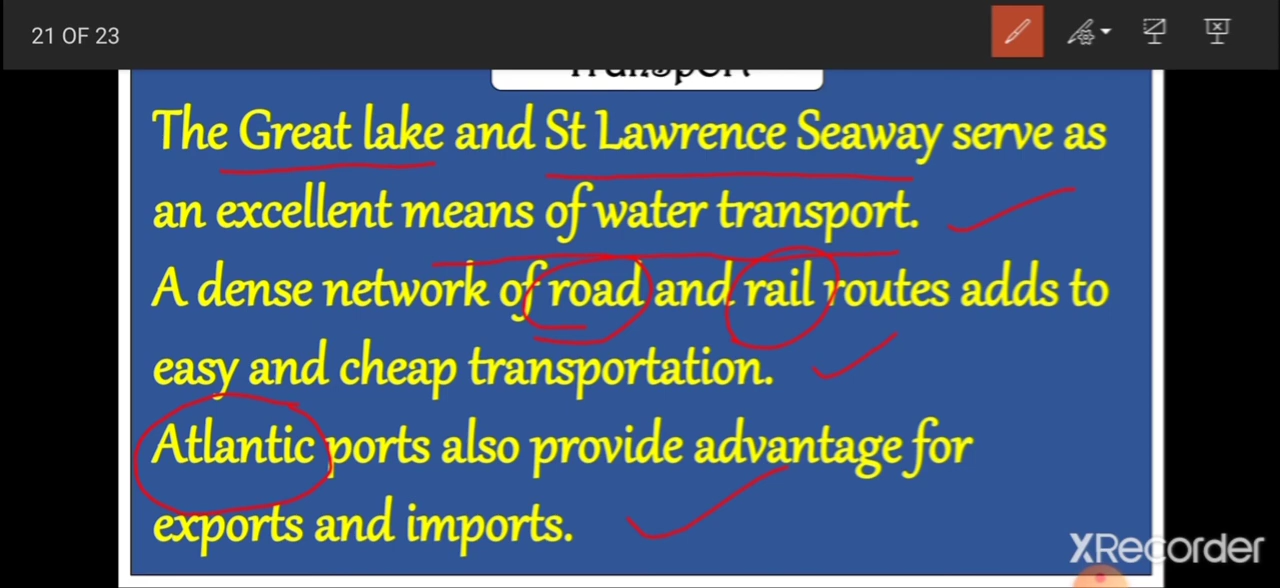 21 OF 23
Transport
The Great lake and St Lawrence Seaway serve as
an excellent means of water transport.
A dense network of road and rail routes adds to
easy and cheap transportation.
Atlantic ports also provide advantage for
exports and imports.
XRecorder